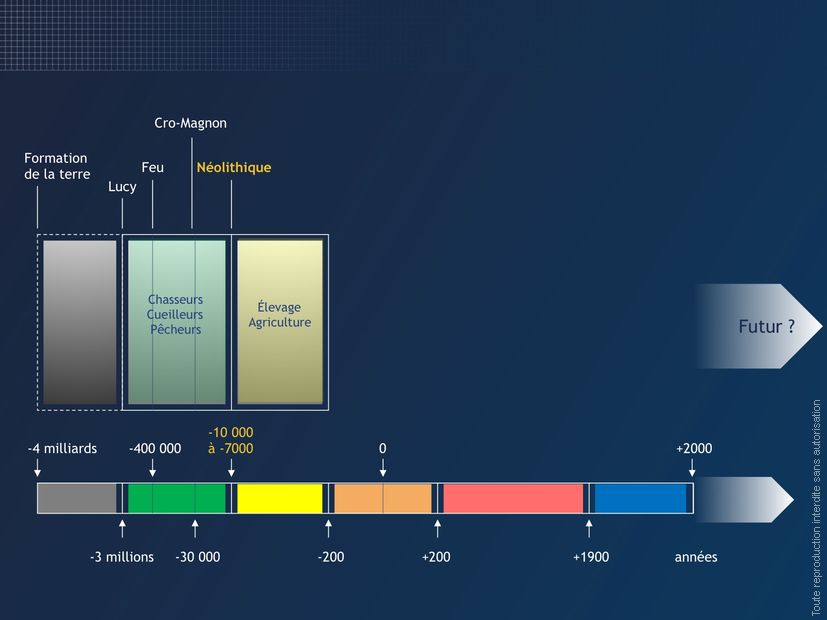 Cro-Magnon
Formation
de la terre
Lucy
Feu
Néolithique
Chasseurs
Cueilleurs
Pêcheurs
Élevage
Agriculture
Futur ?
-10 000
à -7000
-4 milliards
-400 000
0
+2000
-3 millions
-30 000
-200
+200
+1900
années
Toute reproduction interdite sans autorisation